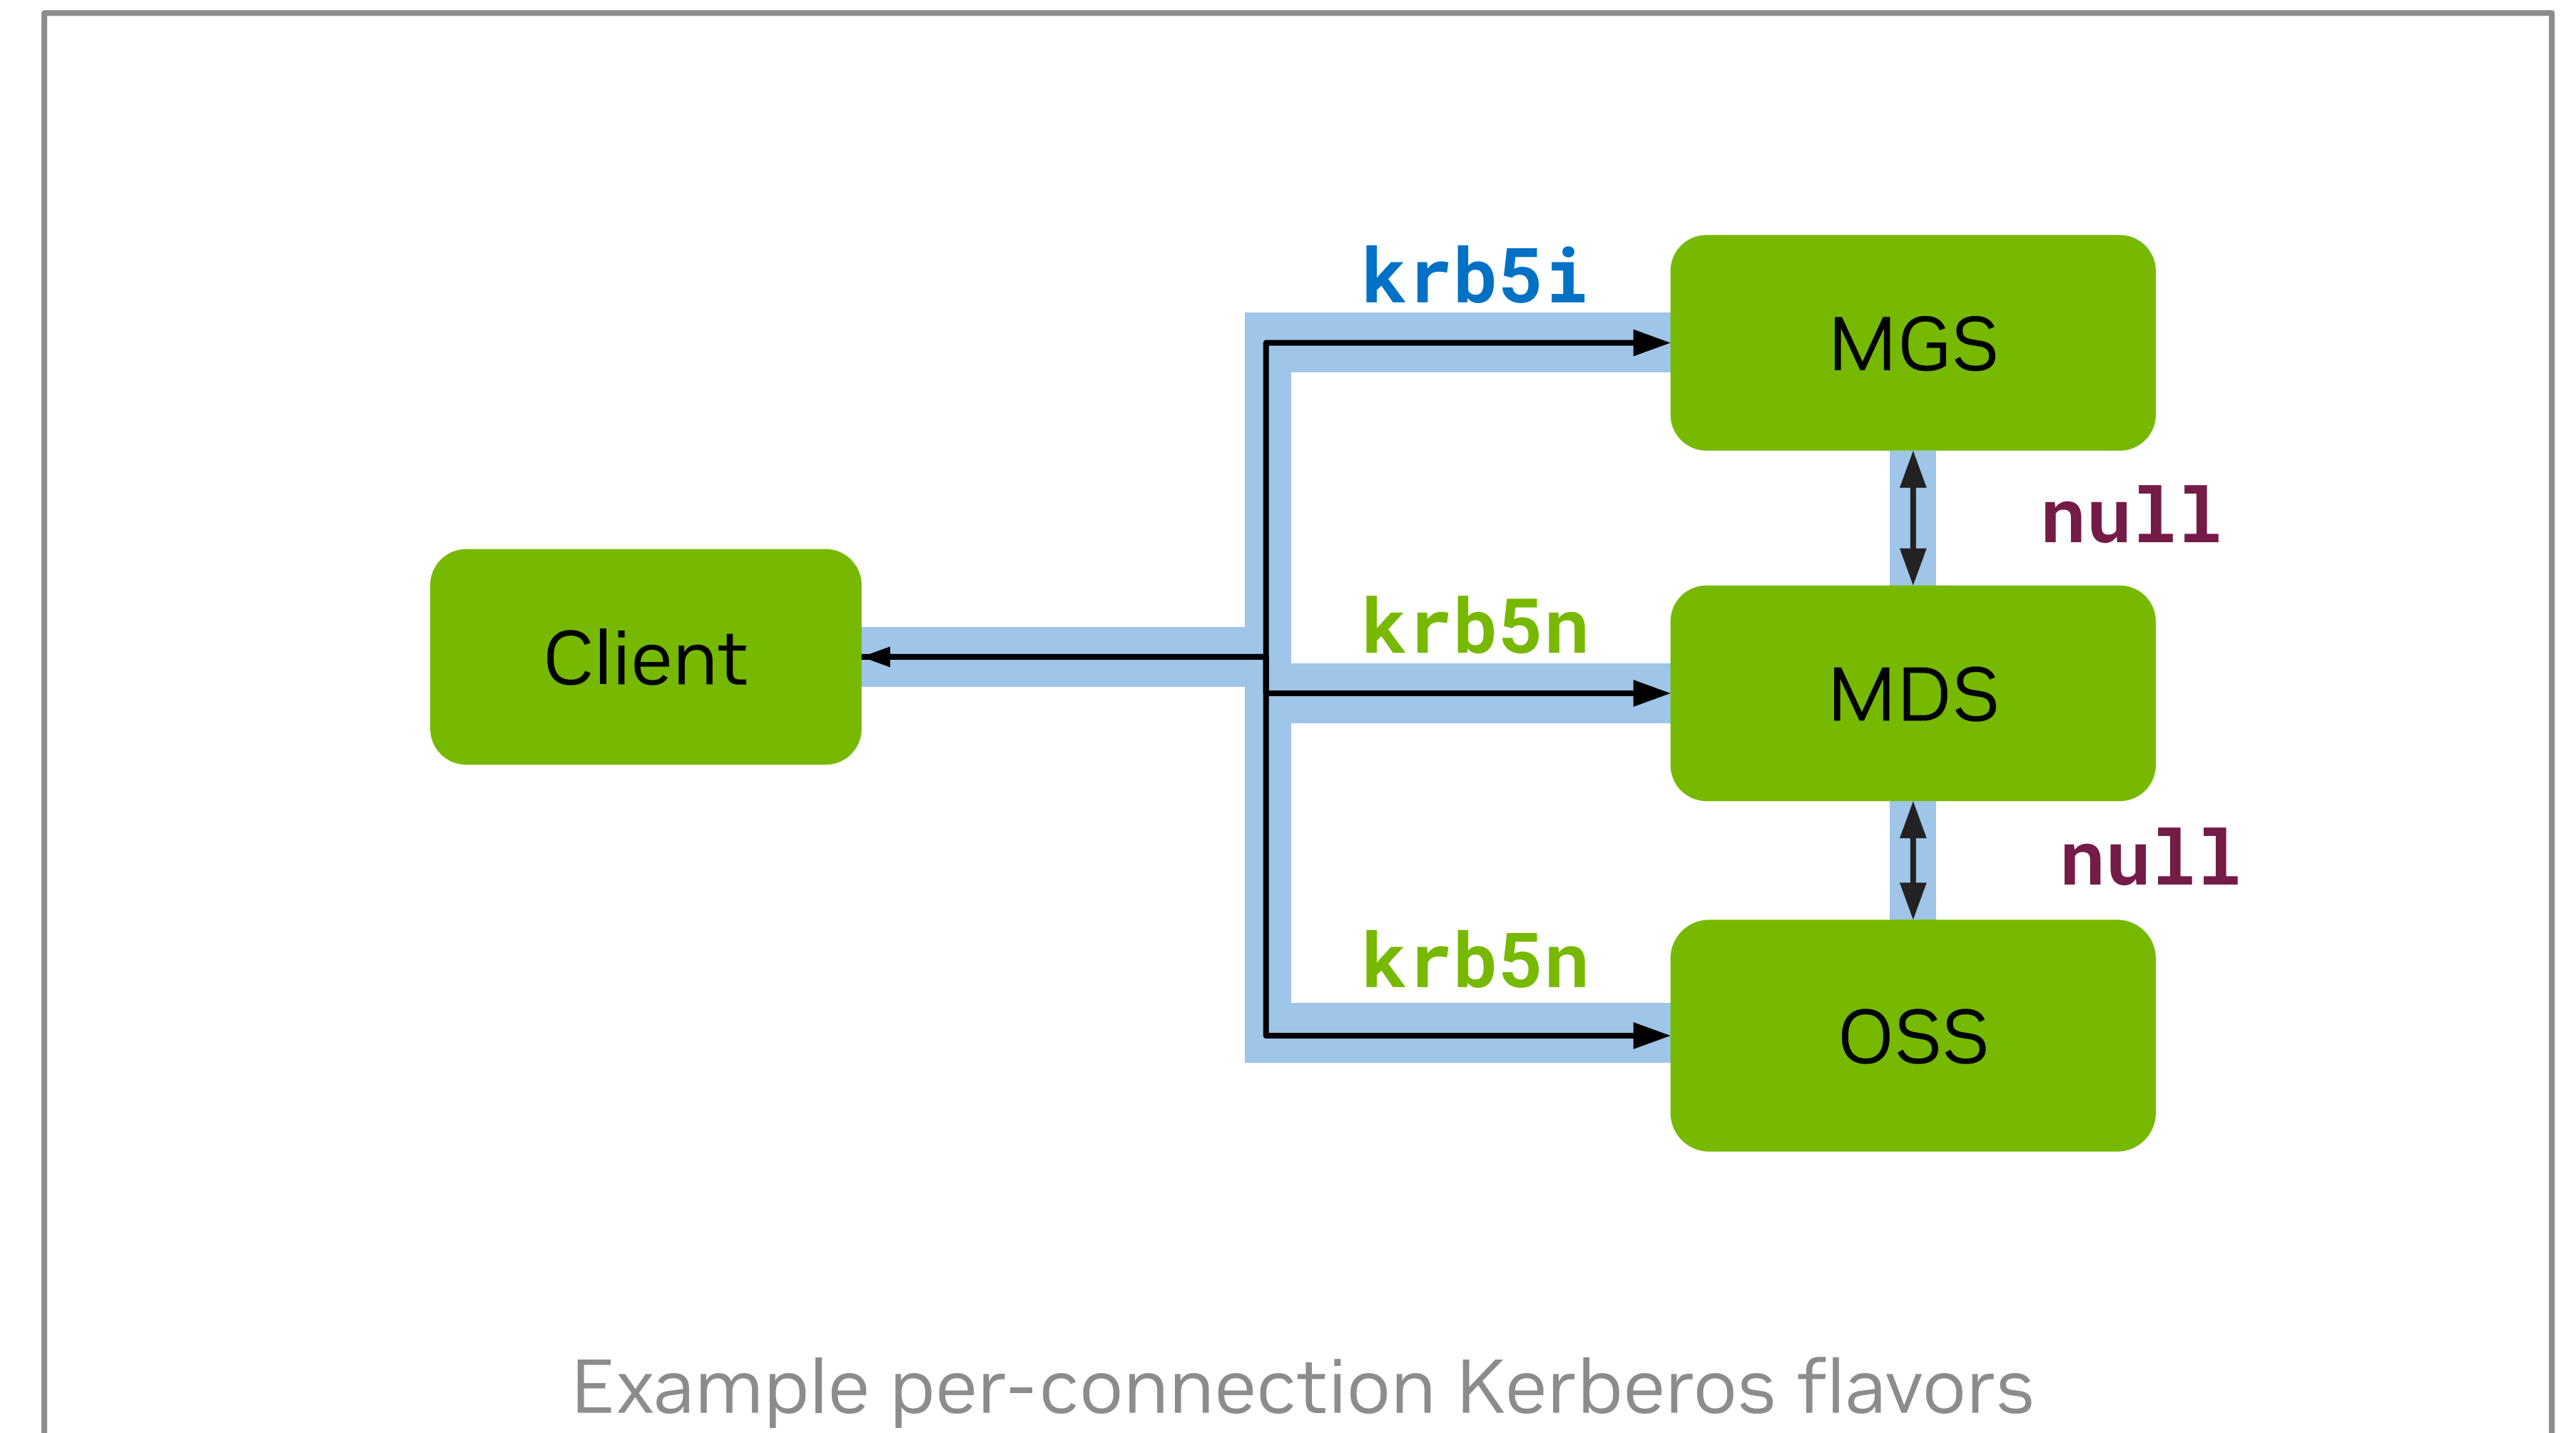 krb5i
MGS
null
krb5n
Client
MDS
null
krb5n
OSS
Example per-connection Kerberos flavors